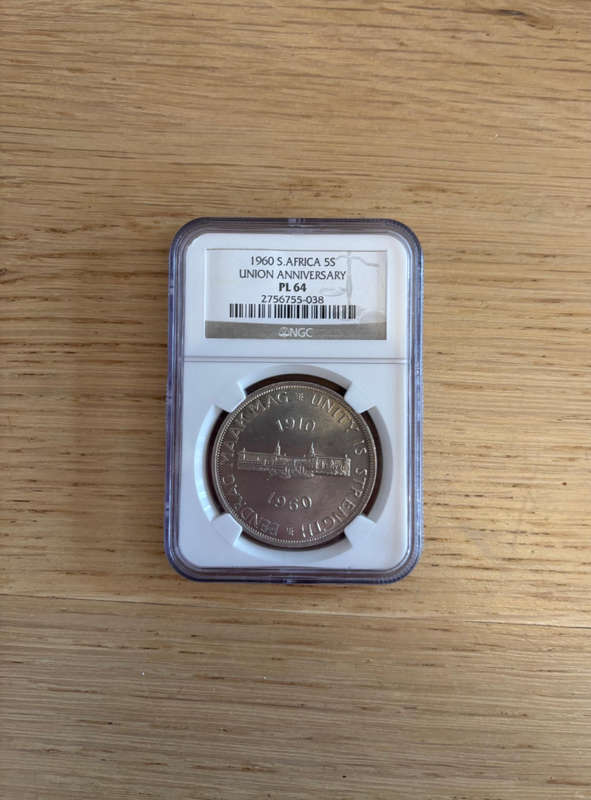 1960 S.AFRICA 5S
UNION ANNIVERSARY
PL 64
2756755-038
NGC
EENDRAG MAAK MAG
UNITY IS STRENGTH
1910
1960